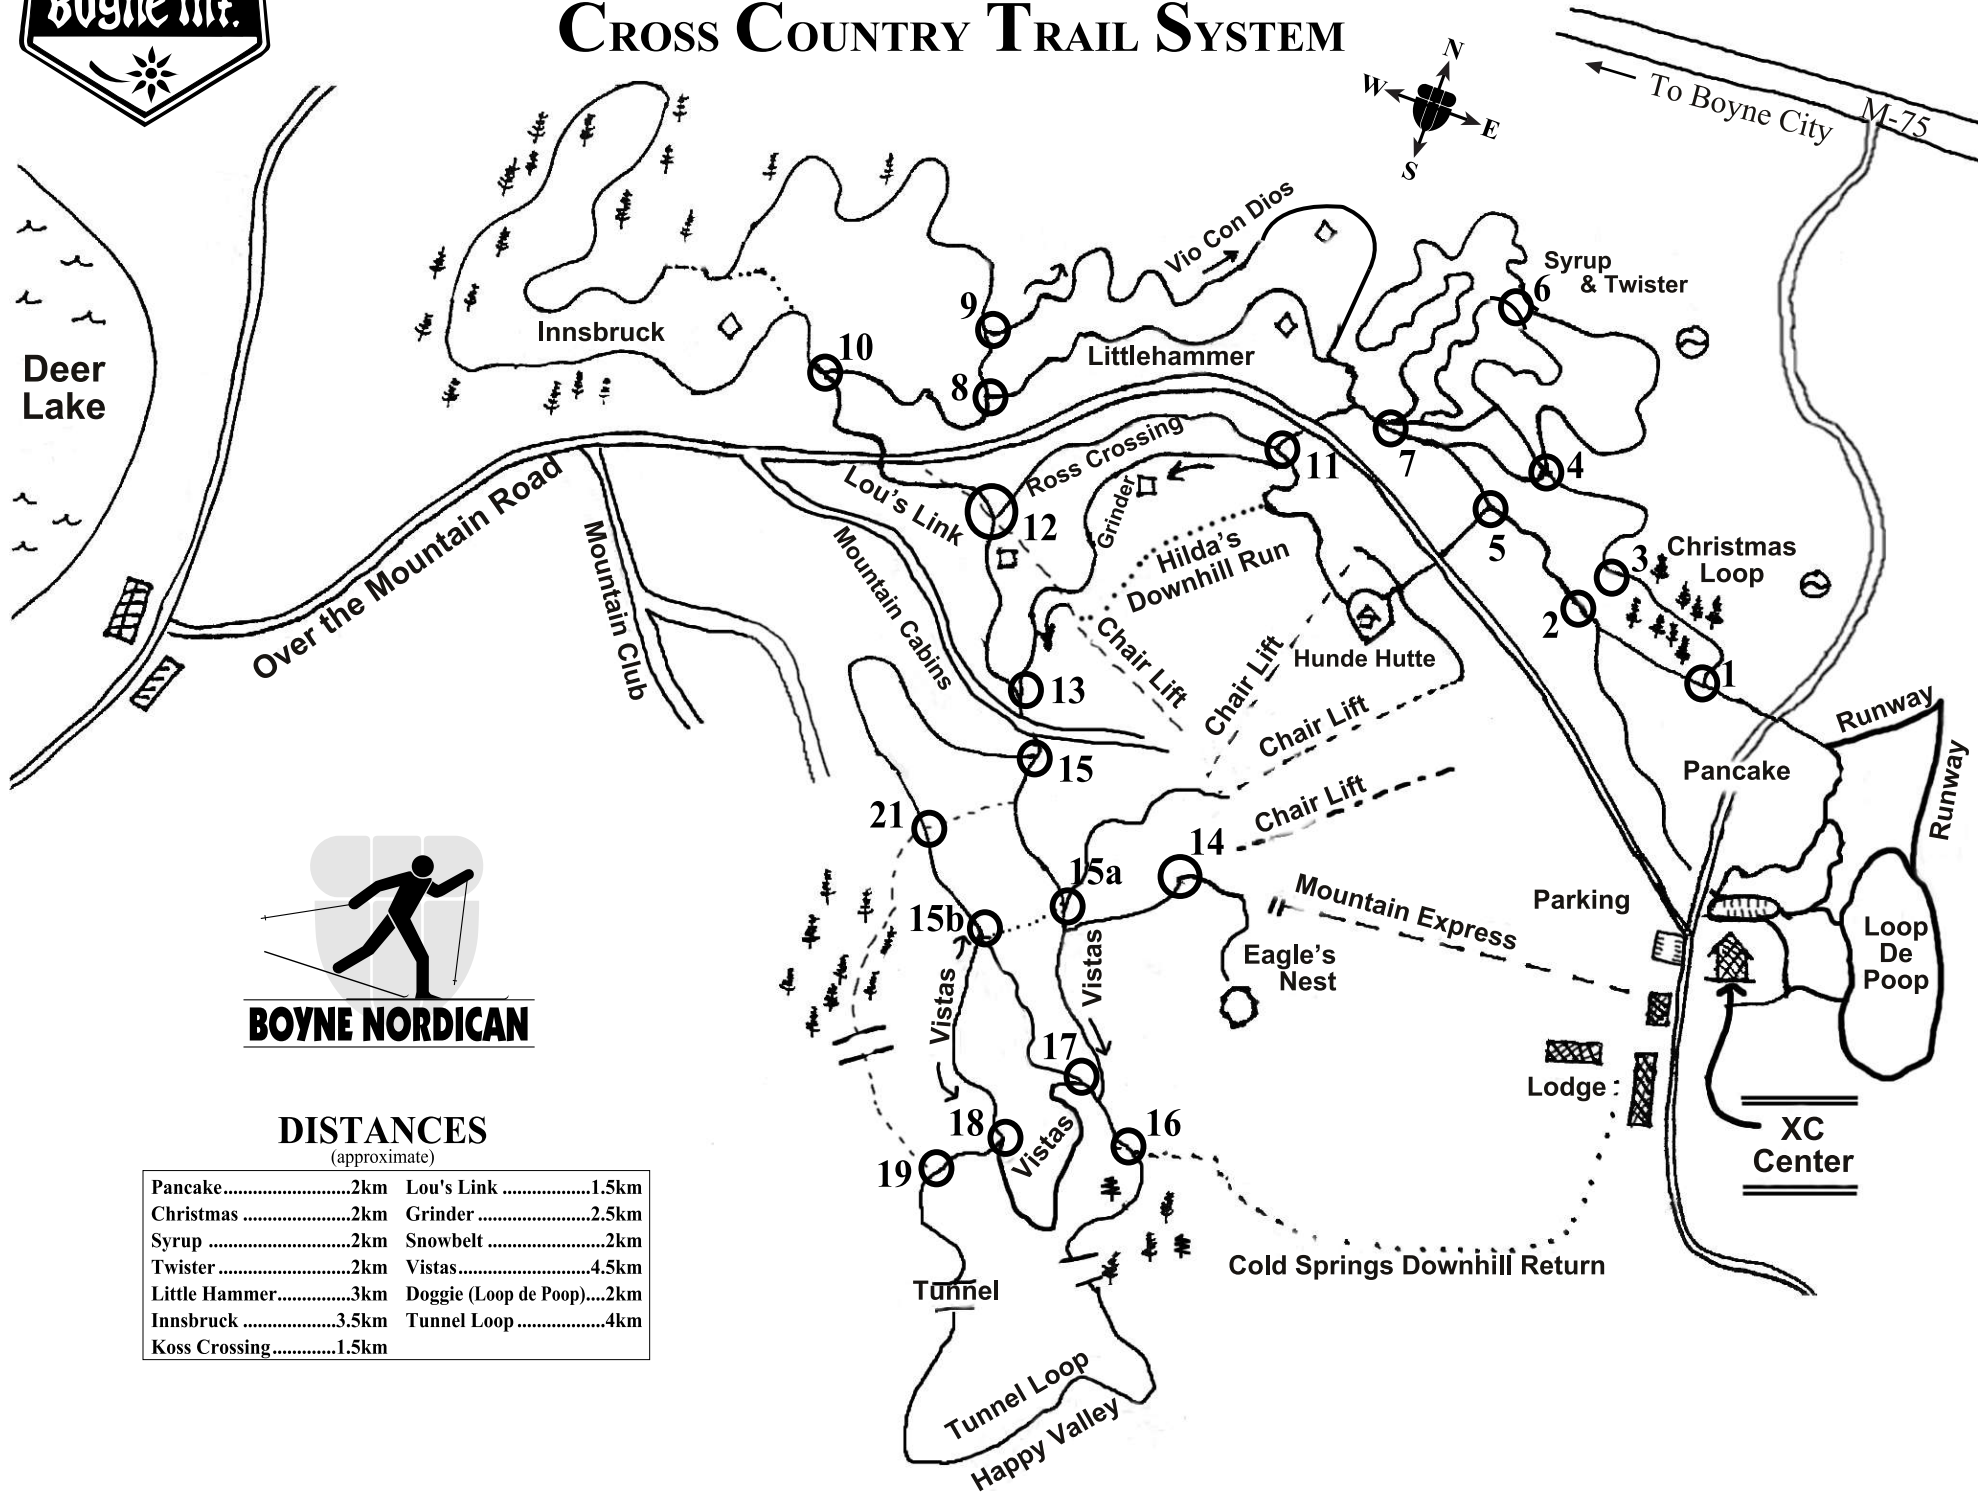 Boyne Mt.
CROSS COUNTRY TRAIL SYSTEM
N
W
E
S
To Boyne City
M-75
Vio Con Dios
Syrup
& Twister
6
9
10
Innsbruck
8
Littlehammer
Deer
Lake
7
11
4
Ross Crossing
Lou's Link
Grinder
12
5
Over the Mountain Road
Mountain Club
Mountain Cabins
Hilda's
Downhill Run
3
Christmas
Loop
2
1
Chair Lift
Chair Lift
Hunde Hutte
13
Chair Lift
Runway
Runway
15
Pancake
Chair Lift
21
14
15a
15b
Mountain Express
Parking
Vistas
Vistas
Eagle's
Nest
Loop
De
Poop
BOYNE NORDICAN
17
Lodge
18
Vistas
16
19
XC
Center
Cold Springs Downhill Return
Tunnel
Tunnel Loop
Happy Valley
DISTANCES
(approximate)
Pancake..........................2km Lou's Link ..................1.5km
Christmas ......................2km Grinder .......................2.5km
Syrup .............................2km Snowbelt .........................2km
Twister...........................2km Vistas...........................4.5km
Little Hammer...............3km Doggie (Loop de Poop)....2km
Innsbruck ...................3.5km Tunnel Loop ..................4km
Koss Crossing.............1.5km